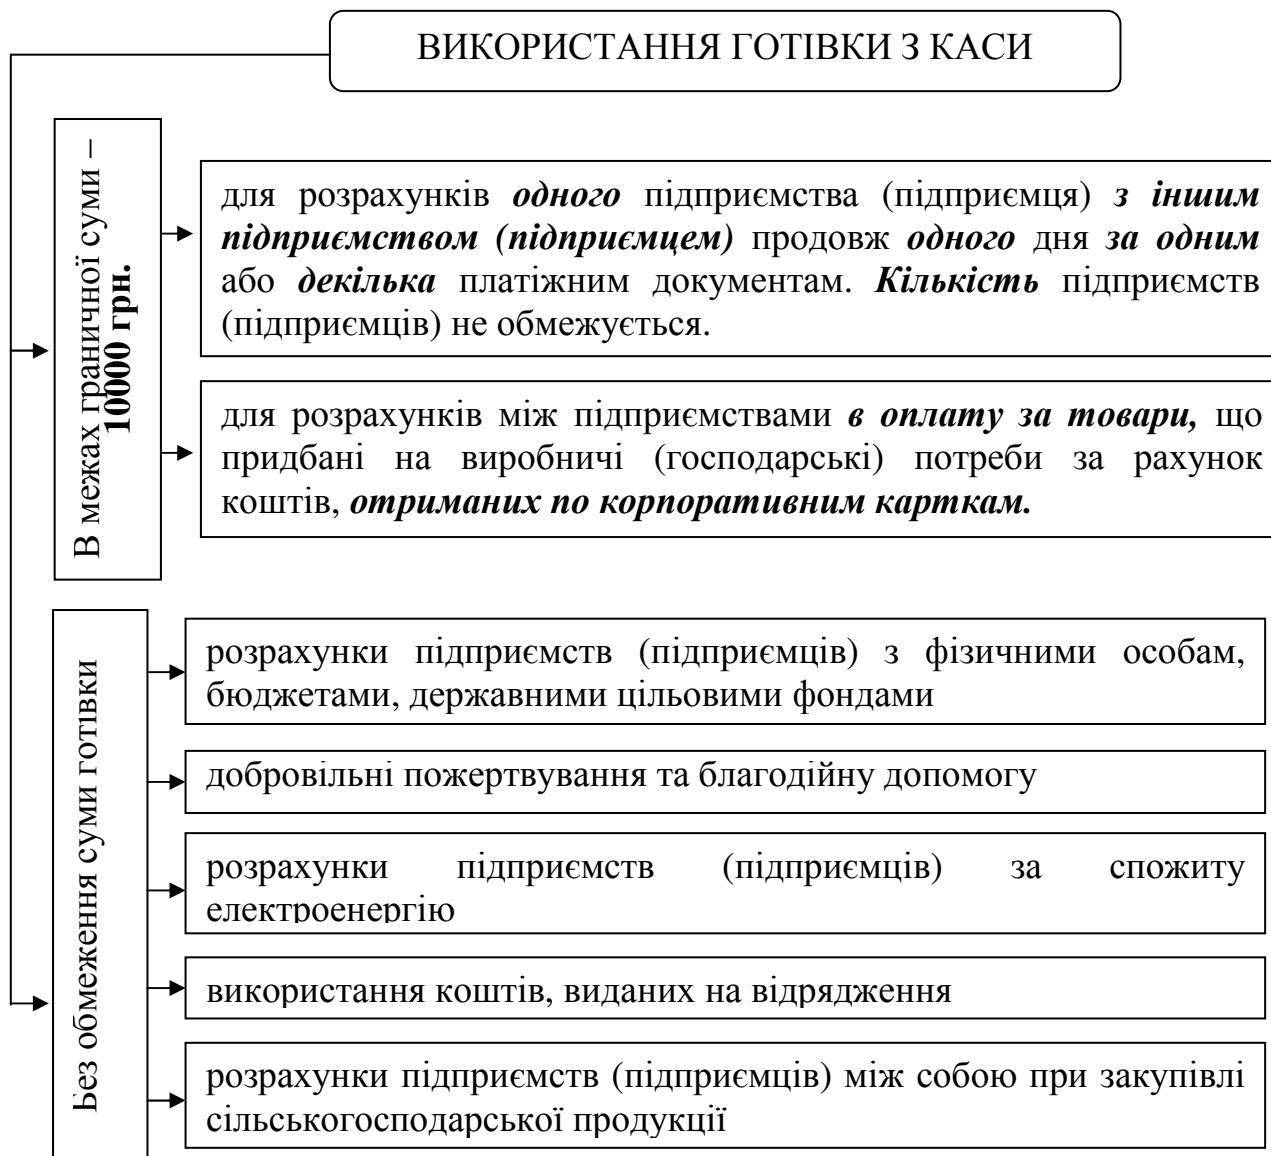 ВИКОРИСТАННЯ ГОТІВКИ З КАСИ
В межах граничної суми –
10000 грн.
для розрахунків одного підприємства (підприємця) з іншим
підприємством (підприємцем) продовж одного дня за одним
або декілька платіжним документам. Кількість підприємств
(підприємців) не обмежується.
для розрахунків між підприємствами в оплату за товари, що
придбані на виробничі (господарські) потреби за рахунок
коштів, отриманих по корпоративним карткам.
Без обмеження суми готівки
розрахунки підприємств (підприємців) з фізичними особам,
бюджетами, державними цільовими фондами
добровільні пожертвування та благодійну допомогу
розрахунки підприємств (підприємців) за спожиту
електроенергію
використання коштів, виданих на відрядження
розрахунки підприємств (підприємців) між собою при закупівлі
сільськогосподарської продукції